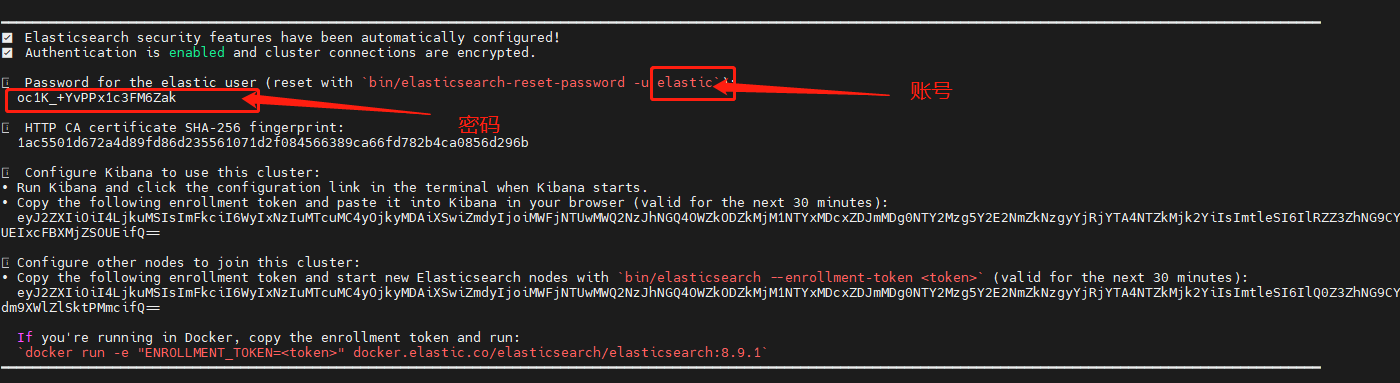 Elasticsearch security features have been automatically configured!
Authentication is enabled and cluster connections are encrypted.
Password for the elastic user (reset with `bin/elasticsearch-reset-password -u elastic`):
oc1K_+YvPPx1c3FM6Zak
账号
密码
HTTP CA certificate SHA-256 fingerprint:
1ac5501d672a4d89fd86d235561071d2f084566389ca66fd782b4ca0856d296b
Configure Kibana to use this cluster:
• Run Kibana and click the configuration link in the terminal when Kibana starts.
• Copy the following enrollment token and paste it into Kibana in your browser (valid for the next 30 minutes):
eyJ2ZXIiOiI4LjkuMSIsImFkciI6WyIxNzIuMTcuMC4yOjkyMDAiXSwiZmdyIjoiMWFjNTUwMWQ2NzJhNGQ4OWZkODZkMjM1NTYxMDcxZDJmMDg0NTY2Mzg5Y2E2NmZkNzgyYjRjYTA4NTZkMjk2YiIsImtleSI6IlRZZ3ZhNG9CY
UEIxcFBXMjZSOUEifQ==
Configure other nodes to join this cluster:
• Copy the following enrollment token and start new Elasticsearch nodes with `bin/elasticsearch --enrollment-token <token>` (valid for the next 30 minutes):
eyJ2ZXIiOiI4LjkuMSIsImFkciI6WyIxNzIuMTcuMC4yOjkyMDAiXSwiZmdyIjoiMWFjNTUwMWQ2NzJhNGQ4OWZkODZkMjM1NTYxMDcxZDJmMDg0NTY2Mzg5Y2E2NmZkNzgyYjRjYTA4NTZkMjk2YiIsImtleSI6IlQ0Z3ZhNG9CY
dm9XWlZlSktPMmcifQ==
If you're running in Docker, copy the enrollment token and run:
`docker run -e "ENROLLMENT_TOKEN=<token>" docker.elastic.co/elasticsearch/elasticsearch:8.9.1`